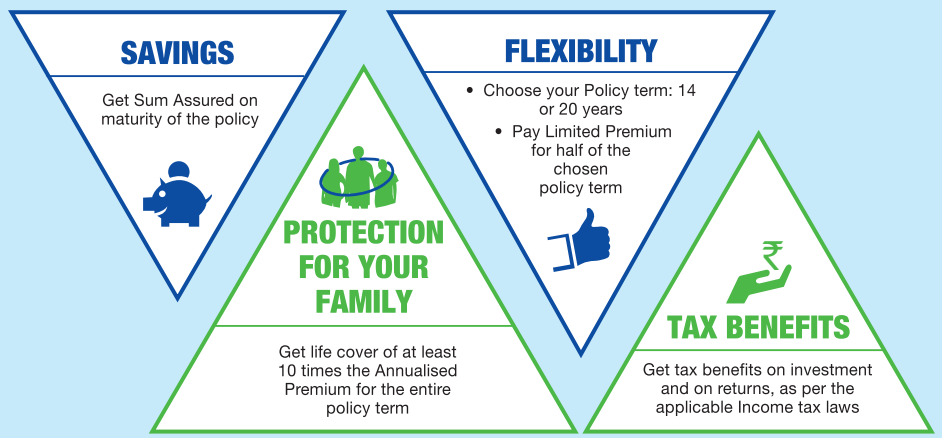 SAVINGS
Get Sum Assured on
maturity of the policy
PROTECTION
FOR YOUR
FAMILY
Get life cover of at least
10 times the Annualised
Premium for the entire
policy term
FLEXIBILITY
• Choose your Policy term: 14
or 20 years
• Pay Limited Premium
for half of the
chosen
policy term
₹
TAX BENEFITS
Get tax benefits on investment
and on returns, as per the
applicable Income tax laws